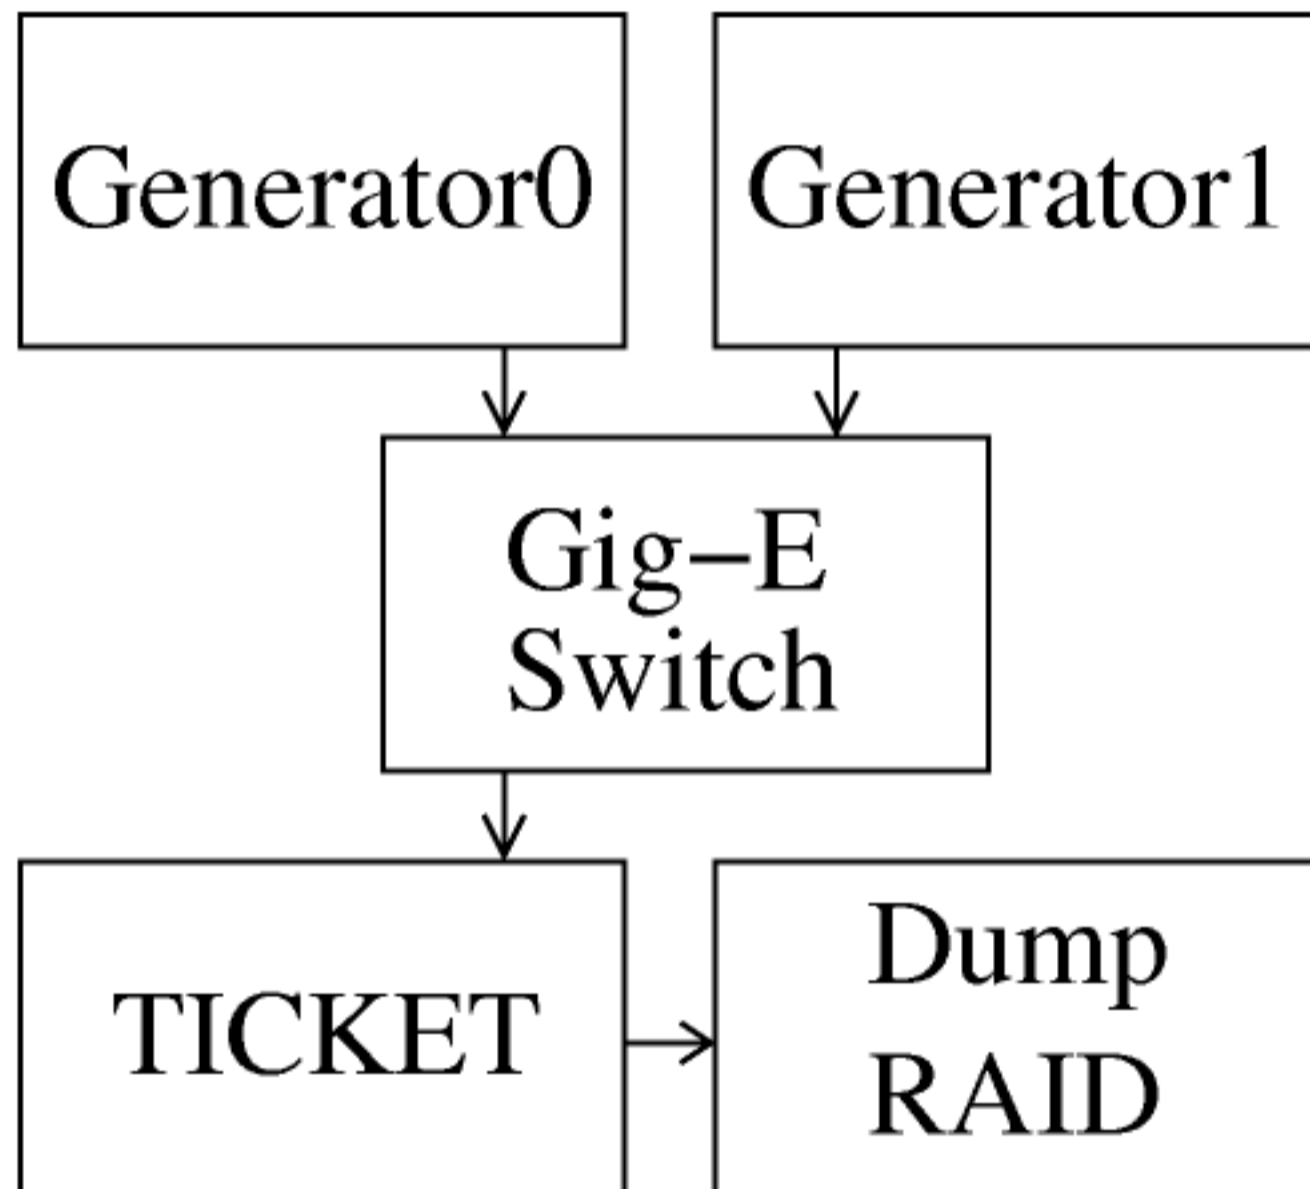 Generator0
Generator1
Gig–E
Switch
TICKET
Dump
RAID